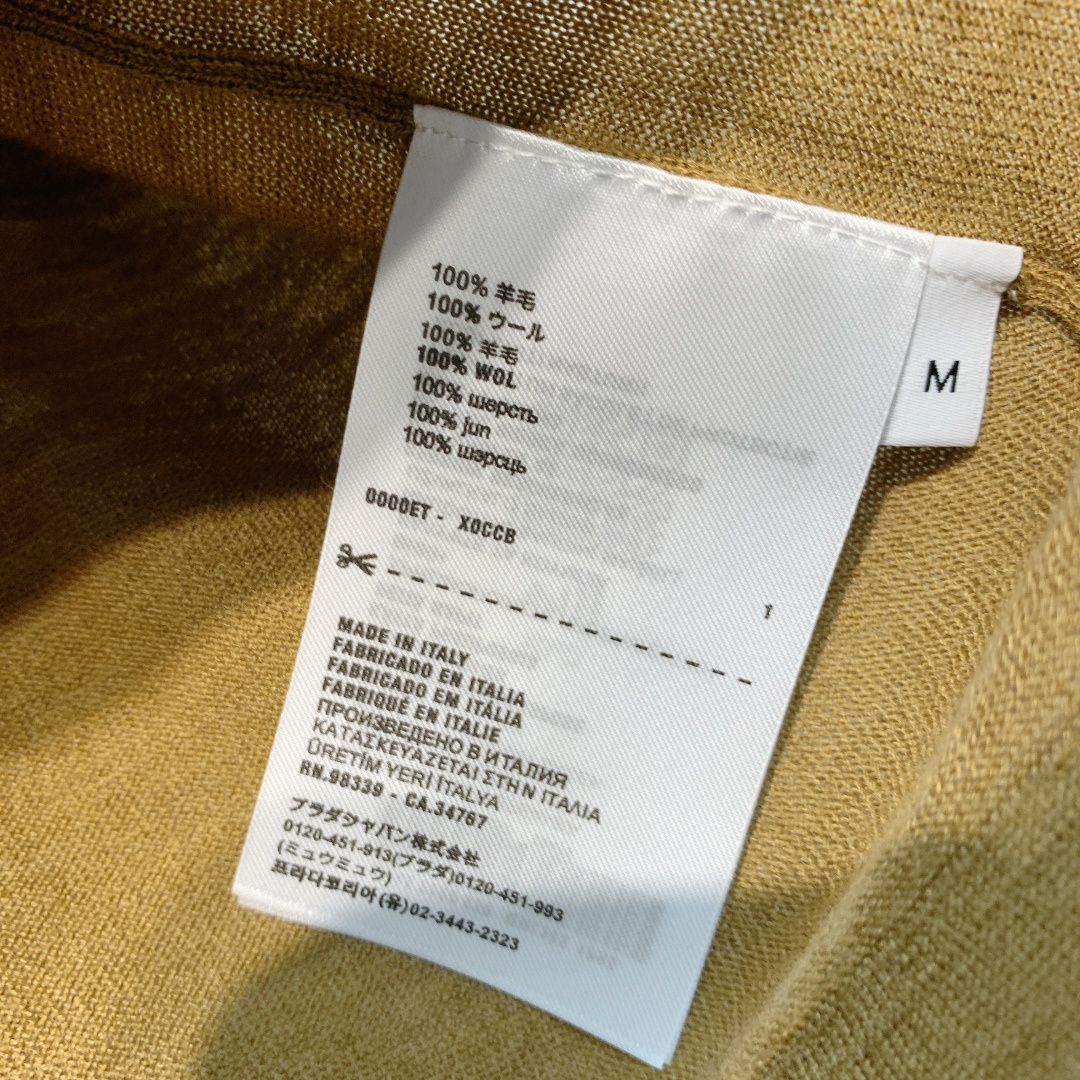 100% 羊毛
100% ウール
100% 羊毛
100% WOL
100% шерсть
100% jun
100% шэрсць
0000ET - X0CCB
1
MADE IN ITALY
FABRICADO EN ITALIA
FABRICADO EM ITÁLIA
FABRIQUÉ EN ITALIE
ПРОИЗВЕДЕНО В ИТАЛИЯ
ΚΑΤΑΣΚΕΥΑΖΕΤΑΙ ΣΤΗ Ν ΙΤΑΛΙΑ
ÜRETİM YERİ İTALYA
RN.98339 - CA.34767
プラダジャパン株式会社
0120-451-913(プラダ)0120-451-993
(ミュウミュウ)
프라다코리아(유)02-3443-2323
M